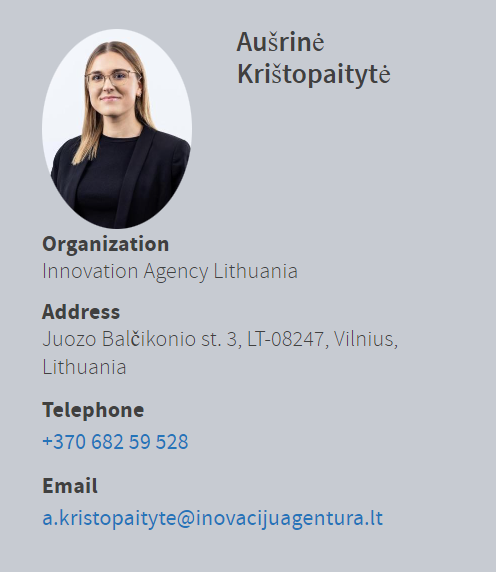 Aušrinė
Krištopaitytė
Organization
Innovation Agency Lithuania
Address
Juozo Balčikonio st. 3, LT-08247, Vilnius,
Lithuania
Telephone
+370 682 59 528
Email
a.kristopaityte@inovacijuagentura.lt